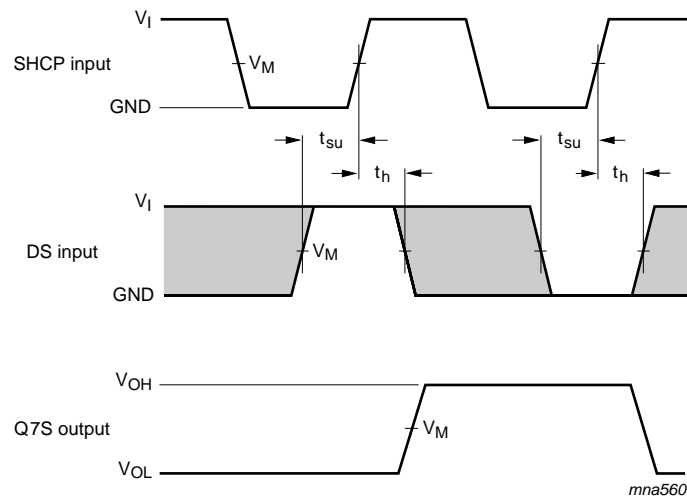 V_I
SHCP input
V_M
GND
t_su
t_su
t_h
t_h
V_I
DS input
V_M
GND
V_OH
Q7S output
V_M
V_OL
mna560